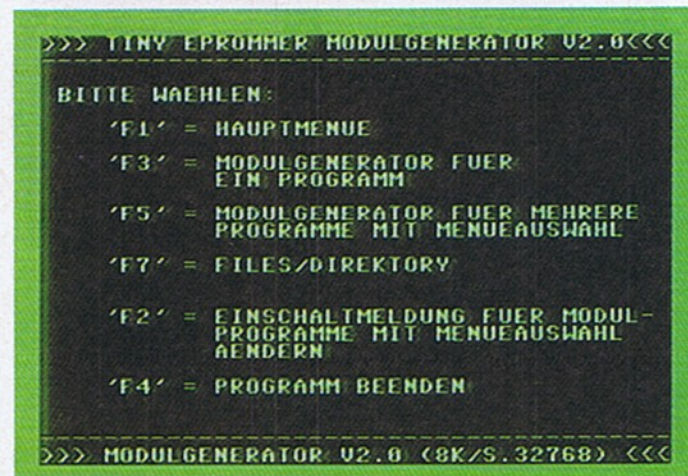 >>> TINY EPROMMER MODULGENERATOR V2.0<<<
BITTE WAEHLEN:
'F1' = HAUPTMENUE
'F3' = MODULGENERATOR FUER
EIN PROGRAMM
'F5' = MODULGENERATOR FUER MEHRERE
PROGRAMME MIT MENUEAUSWAHL
'F7' = FILES/DIREKTORY
'F2' = EINSCHALTMELDUNG FUER MODUL-
PROGRAMME MIT MENUEAUSWAHL
AENDERN
'F4' = PROGRAMM BEENDEN
>>> MODULGENERATOR V2.0 (8K/S.32768) <<<